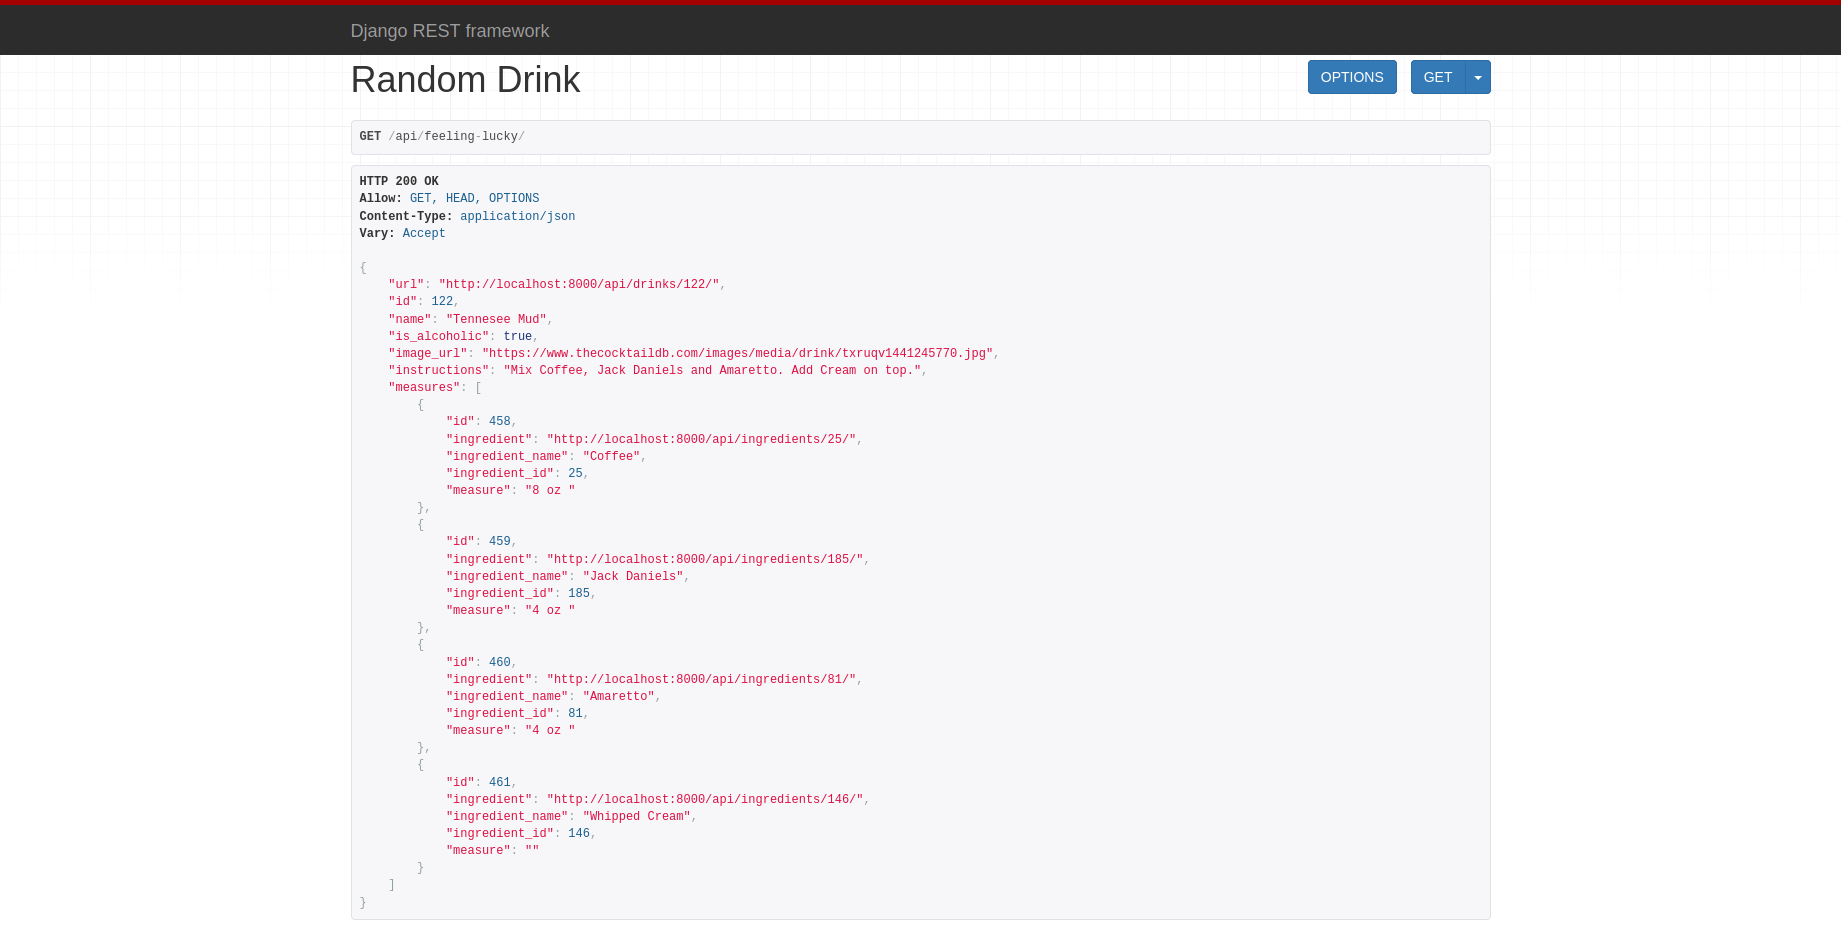 Django REST framework
Random Drink
OPTIONS
GET
GET /api/feeling-lucky/
HTTP 200 OK
Allow: GET, HEAD, OPTIONS
Content-Type: application/json
Vary: Accept
{
    "url": "http://localhost:8000/api/drinks/122/",
    "id": 122,
    "name": "Tennesee Mud",
    "is_alcoholic": true,
    "image_url": "https://www.thecocktaildb.com/images/media/drink/txruqv1441245770.jpg",
    "instructions": "Mix Coffee, Jack Daniels and Amaretto. Add Cream on top.",
    "measures": [
        {
            "id": 458,
            "ingredient": "http://localhost:8000/api/ingredients/25/",
            "ingredient_name": "Coffee",
            "ingredient_id": 25,
            "measure": "8 oz "
        },
        {
            "id": 459,
            "ingredient": "http://localhost:8000/api/ingredients/185/",
            "ingredient_name": "Jack Daniels",
            "ingredient_id": 185,
            "measure": "4 oz "
        },
        {
            "id": 460,
            "ingredient": "http://localhost:8000/api/ingredients/81/",
            "ingredient_name": "Amaretto",
            "ingredient_id": 81,
            "measure": "4 oz "
        },
        {
            "id": 461,
            "ingredient": "http://localhost:8000/api/ingredients/146/",
            "ingredient_name": "Whipped Cream",
            "ingredient_id": 146,
            "measure": ""
        }
    ]
}